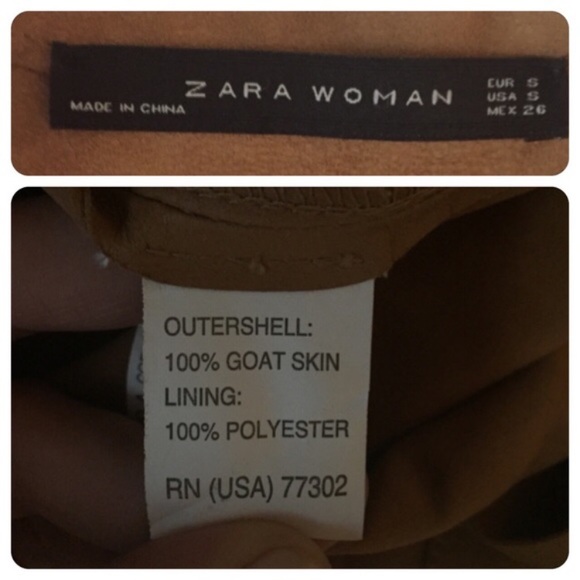 ZARA WOMAN
MADE IN CHINA
EUR S
USA S
MEX 26
OUTERSHELL:
100% GOAT SKIN
LINING:
100% POLYESTER
RN (USA) 77302